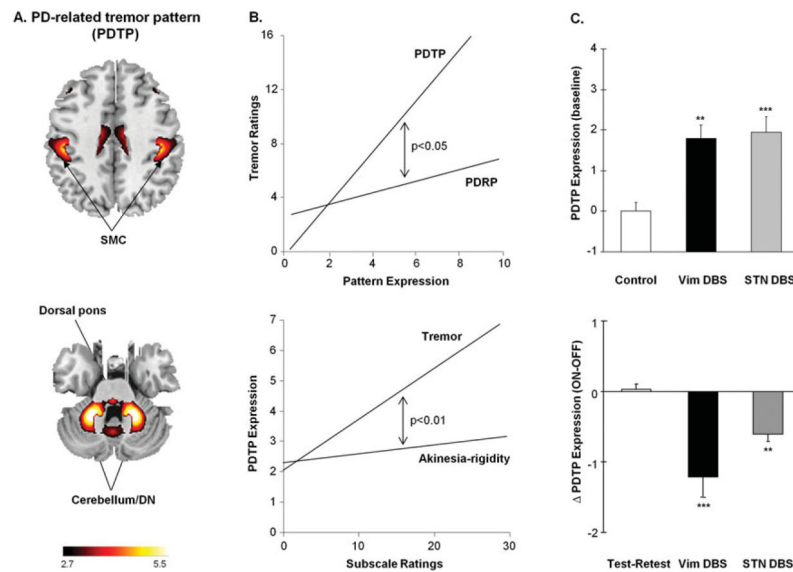 A. PD-related tremor pattern
(PDTP)
SMC
Dorsal pons
Cerebellum/DN
2.7
5.5
B.
16
12
8
4
0
Tremor Ratings
PDTP
p<0.05
PDRP
0 2 4 6 8 10
Pattern Expression
7
6
5
4
3
2
1
0
PDTP Expression
Tremor
p<0.01
Akinesia-rigidity
0 10 20 30
Subscale Ratings
C.
4
3
2
1
0
-1
PDTP Expression (baseline)
**
***
Control Vim DBS STN DBS
1
0
-1
-2
Δ PDTP Expression (ON-OFF)
***
**
Test-Retest Vim DBS STN DBS